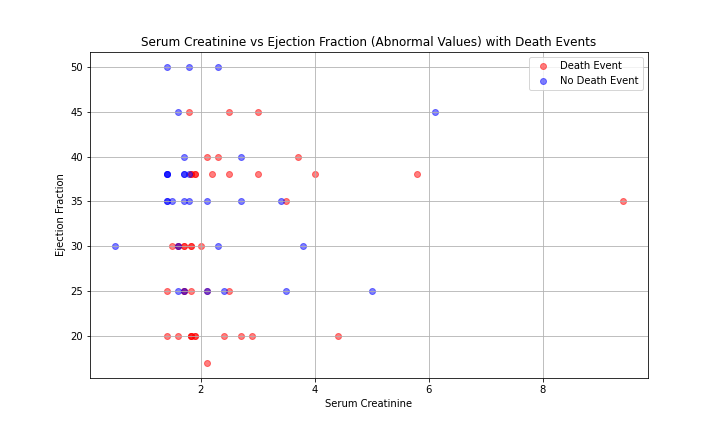 Serum Creatinine vs Ejection Fraction (Abnormal Values) with Death Events
Death Event
No Death Event
50
45
40
35
30
25
20
Ejection Fraction
2
4
6
8
Serum Creatinine